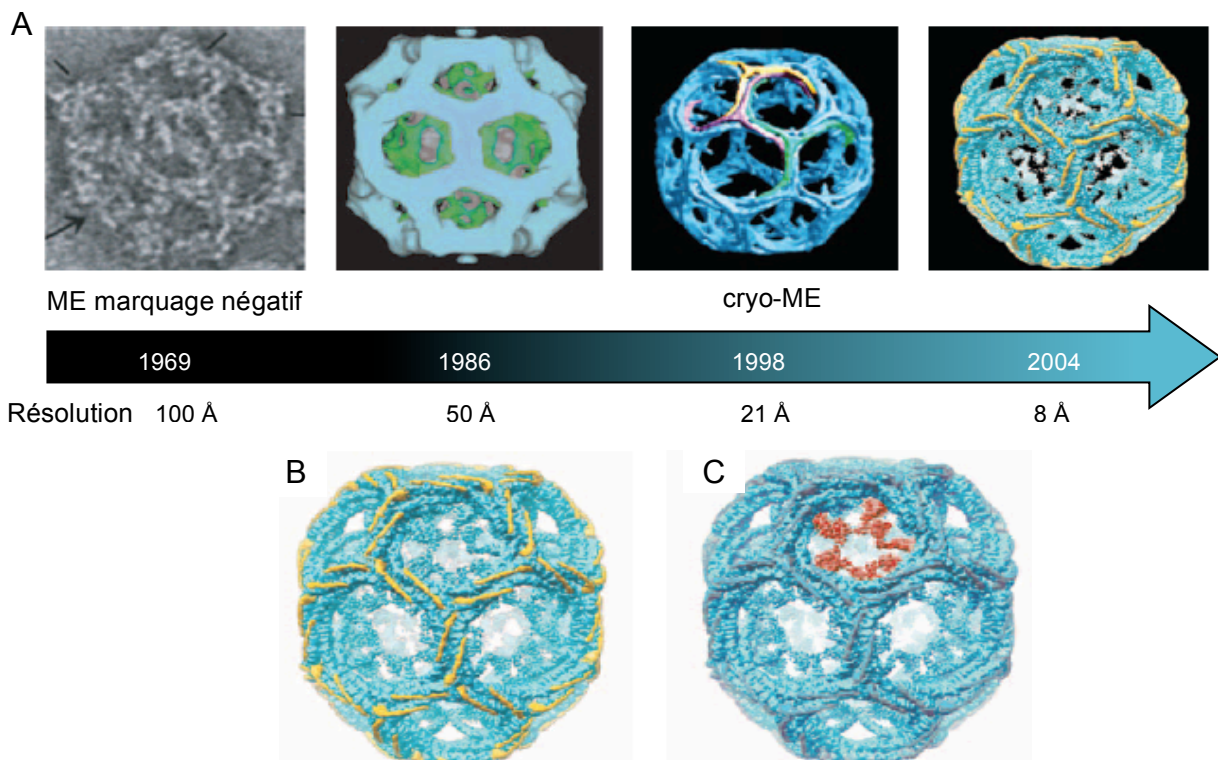 A
ME marquage négatif
cryo-ME
1969 1986 1998 2004
Résolution 100 Å 50 Å 21 Å 8 Å
B C